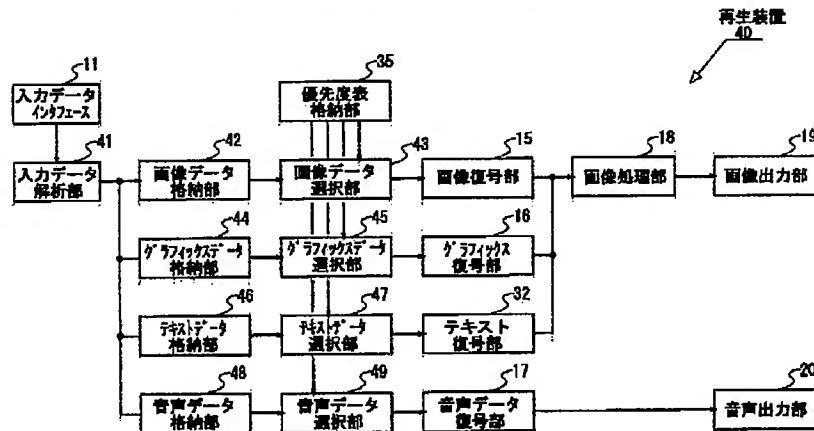 再生装置
40
11
入力データ
インタフェース
35
優先度表
格納部
41
入力データ
解析部
42
画像データ
格納部
43
画像データ
選択部
15
画像復号部
18
画像処理部
19
画像出力部
44
グラフィックスデータ
格納部
45
グラフィックスデータ
選択部
16
グラフィックス
復号部
46
テキストデータ
格納部
47
テキストデータ
選択部
32
テキスト
復号部
48
音声データ
格納部
49
音声データ
選択部
17
音声データ
復号部
20
音声出力部